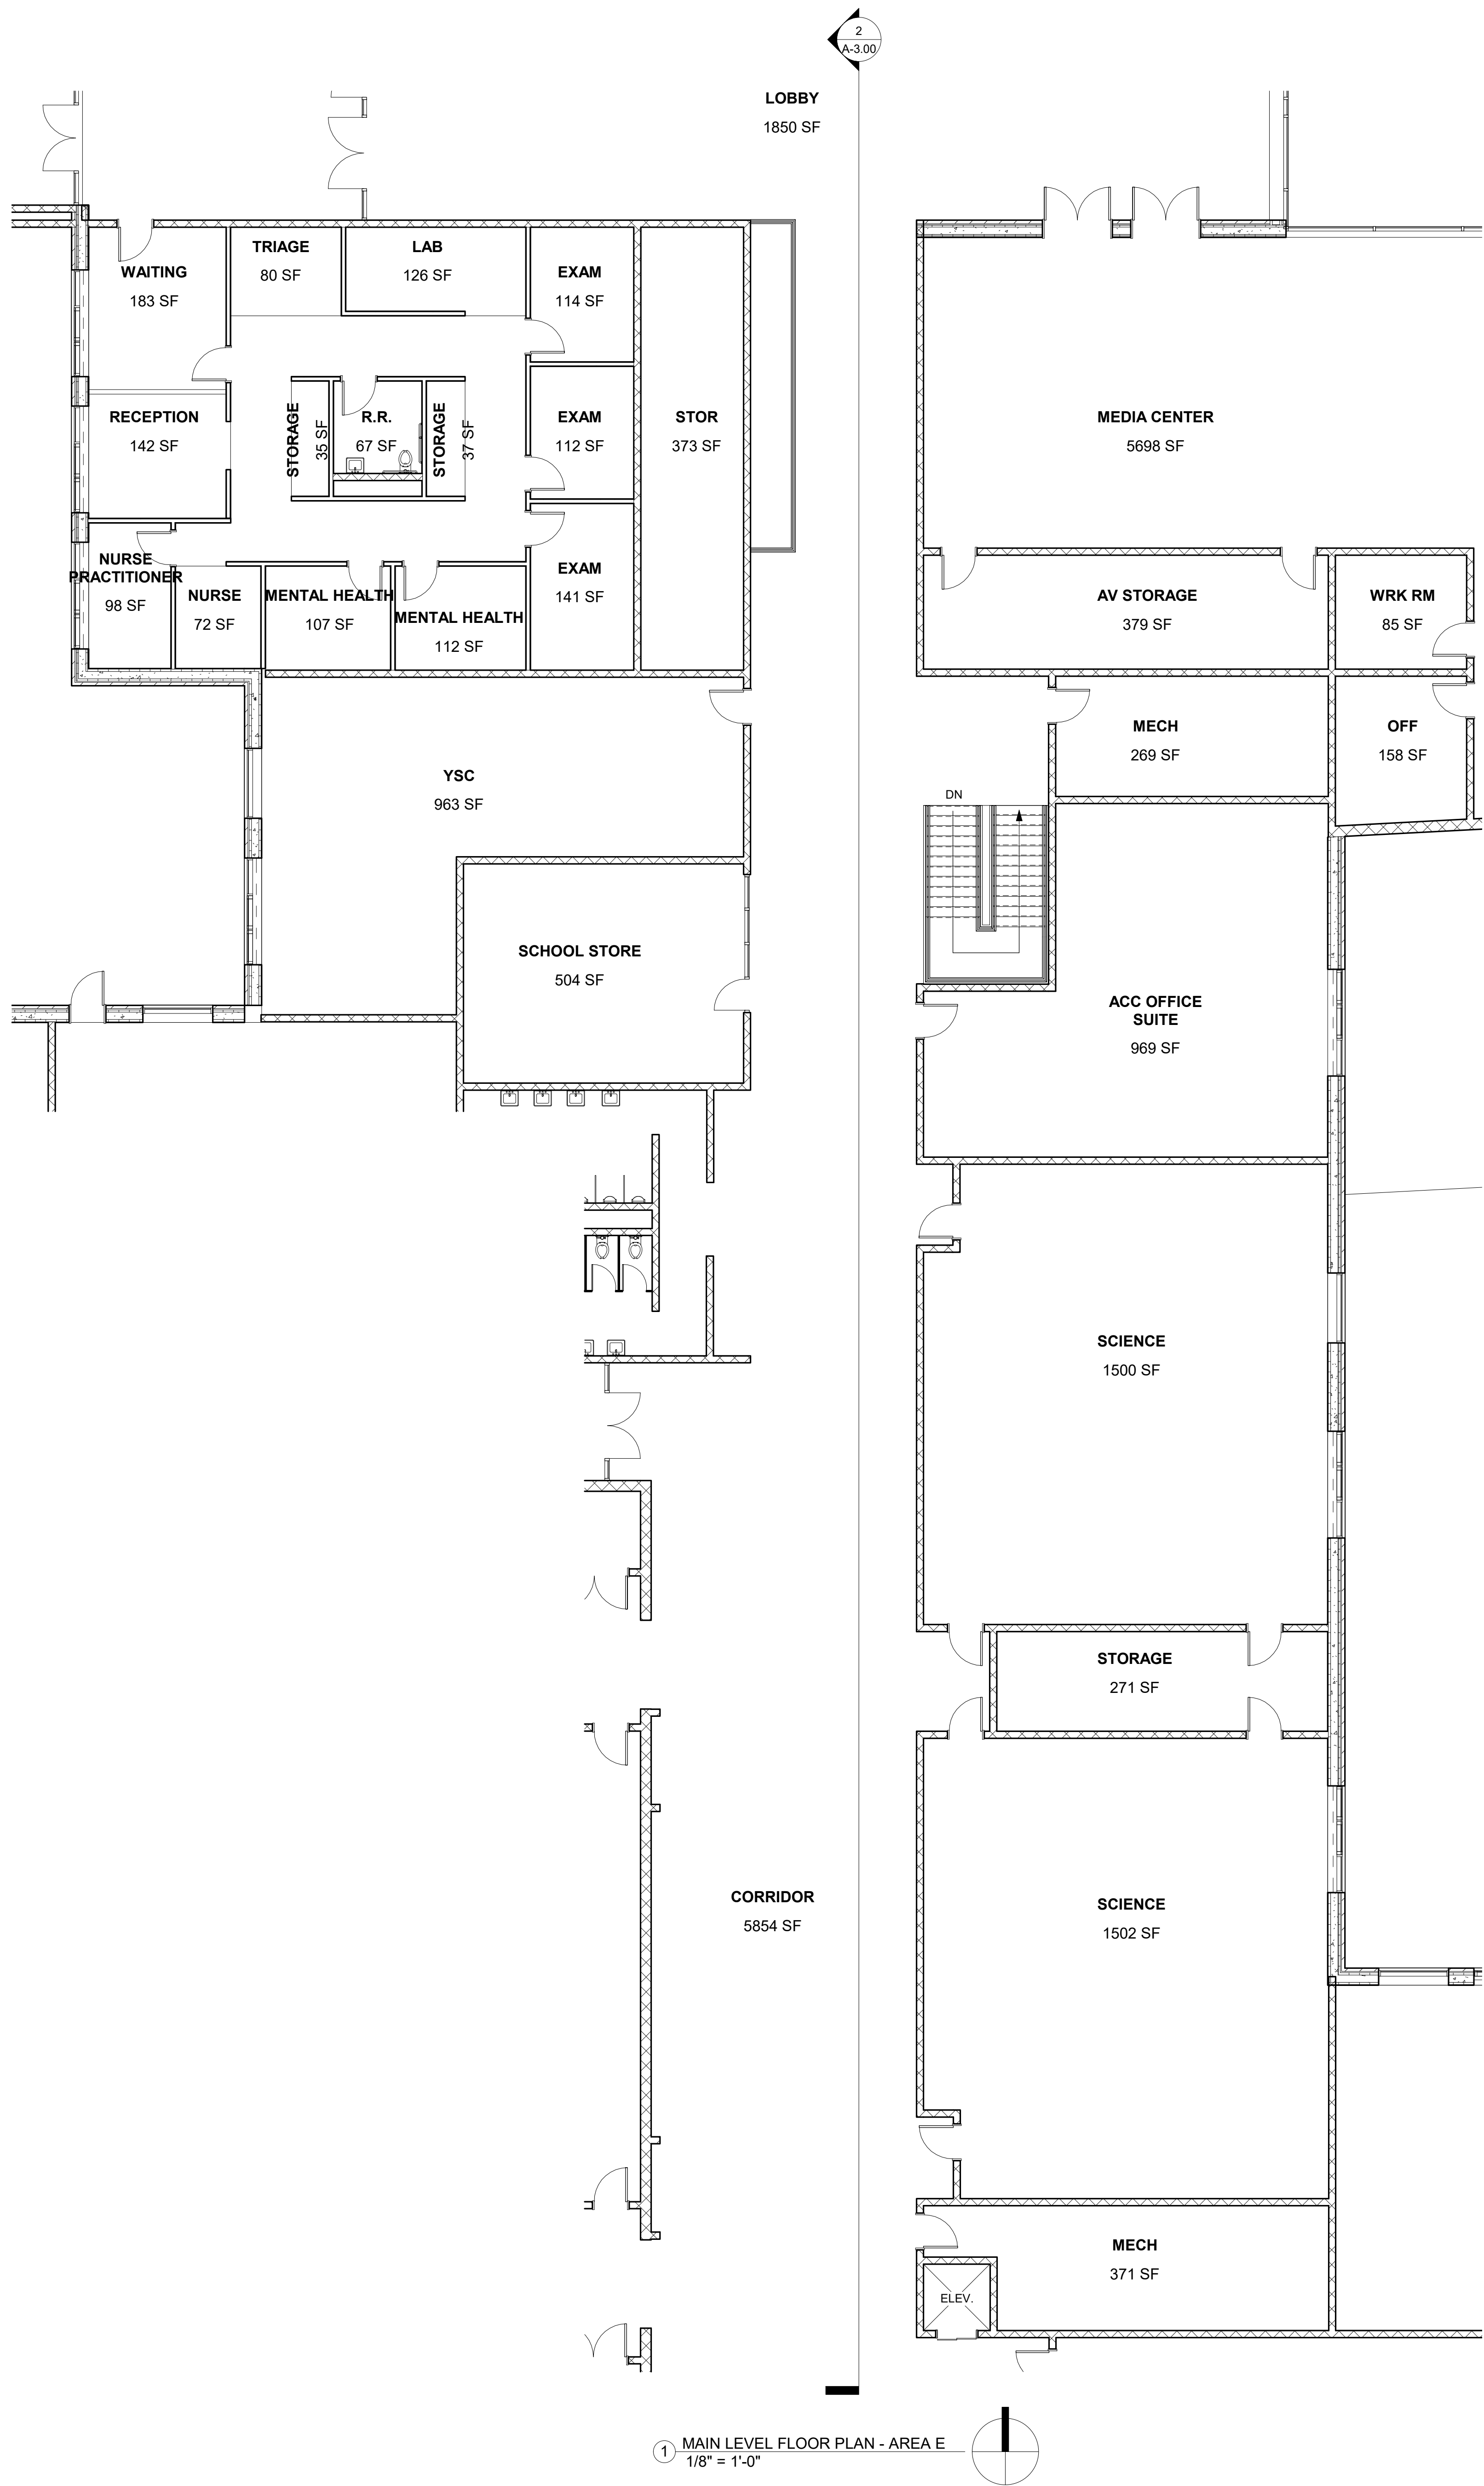 2
A-3.00
LOBBY
1850 SF
TRIAGE
80 SF
LAB
126 SF
WAITING
183 SF
EXAM
114 SF
RECEPTION
142 SF
STORAGE
35 SF
R.R.
67 SF
STORAGE
37 SF
EXAM
112 SF
STOR
373 SF
MEDIA CENTER
5698 SF
NURSE
PRACTITIONER
98 SF
NURSE
72 SF
MENTAL HEALTH
107 SF
MENTAL HEALTH
112 SF
EXAM
141 SF
AV STORAGE
379 SF
WRK RM
85 SF
MECH
269 SF
OFF
158 SF
YSC
963 SF
DN
SCHOOL STORE
504 SF
ACC OFFICE
SUITE
969 SF
SCIENCE
1500 SF
STORAGE
271 SF
CORRIDOR
5854 SF
SCIENCE
1502 SF
MECH
371 SF
ELEV.
1
MAIN LEVEL FLOOR PLAN - AREA E
1/8" = 1'-0"